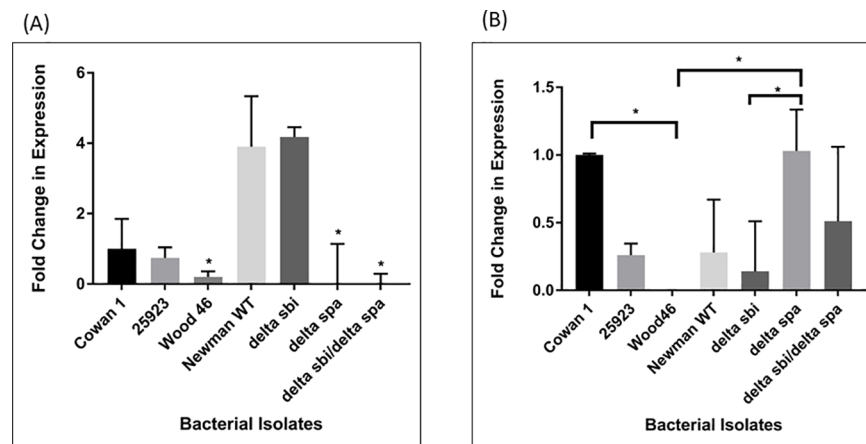 (A)
Fold Change in Expression
6
4
2
0
*
*
*
Cowan 1
25923
Wood 46
Newman WT
delta sbi
delta spa
delta sbi/delta spa
Bacterial Isolates
(B)
Fold Change in Expression
1.5
1.0
0.5
0.0
*
*
*
Cowan 1
25923
Wood46
Newman WT
delta sbi
delta spa
delta sbi/delta spa
Bacterial Isolates